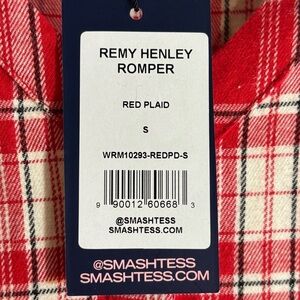 REMY HENLEY
ROMPER
RED PLAID
S
WRM10293-REDPD-S
9 90012 60668 3
@SMASHTESS
SMASHTESS.COM
@SMASHTESS
SMASHTESS.COM